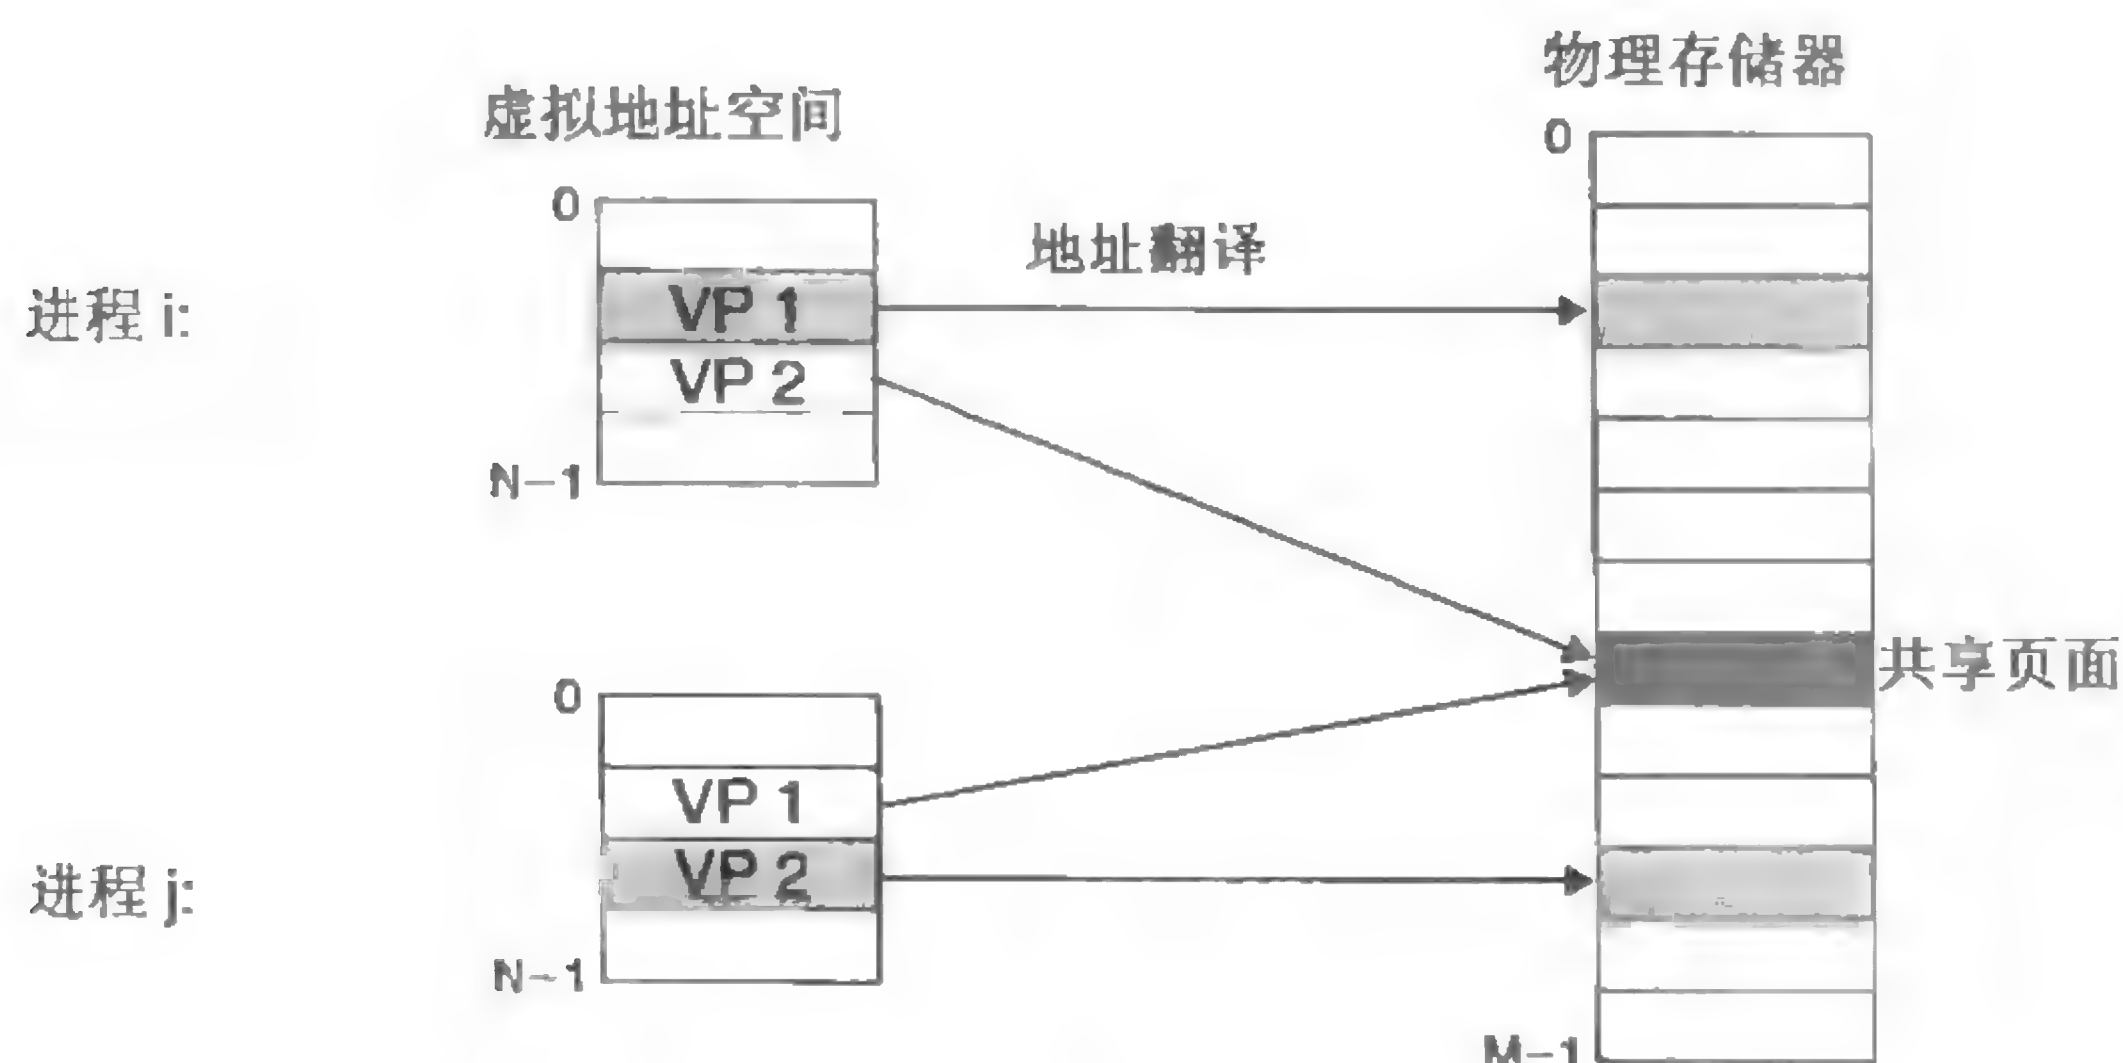 物理存储器
虚拟地址空间
0
0
地址翻译
进程 i:
VP 1
VP 2
N-1
共享页面
0
VP 1
进程 j:
VP 2
N-1
M-1